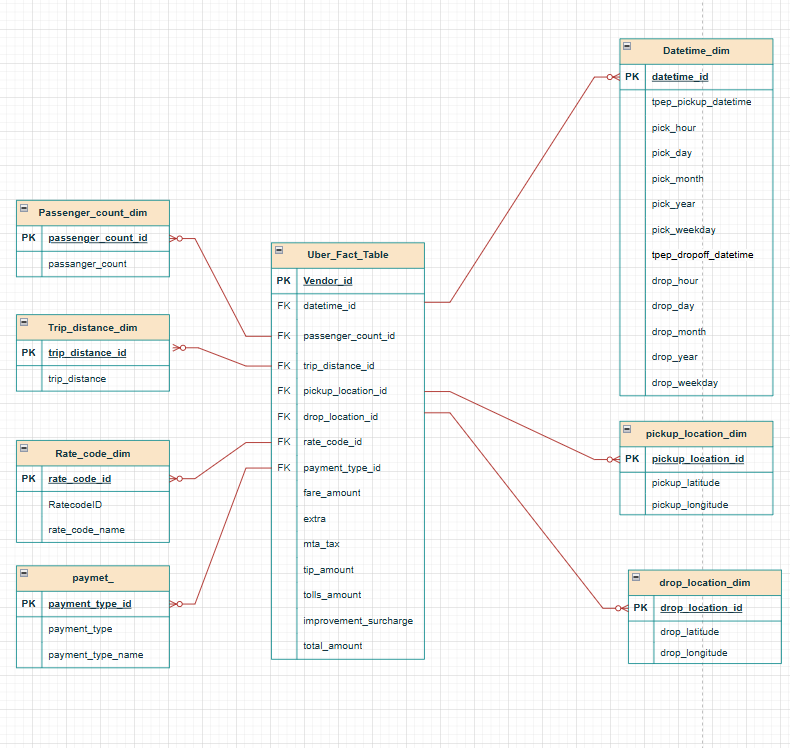 Datetime_dim
PK datetime_id
tpep_pickup_datetime
pick_hour
pick_day
pick_month
pick_year
pick_weekday
tpep_dropoff_datetime
drop_hour
drop_day
drop_month
drop_year
drop_weekday
Passenger_count_dim
PK passenger_count_id
passanger_count
Trip_distance_dim
PK trip_distance_id
trip_distance
Rate_code_dim
PK rate_code_id
RatecodeID
rate_code_name
paymet_
PK payment_type_id
payment_type
payment_type_name
Uber_Fact_Table
PK Vendor_id
FK datetime_id
FK passenger_count_id
FK trip_distance_id
FK pickup_location_id
FK drop_location_id
FK rate_code_id
FK payment_type_id
fare_amount
extra
mta_tax
tip_amount
tolls_amount
improvement_surcharge
total_amount
pickup_location_dim
PK pickup_location_id
pickup_latitude
pickup_longitude
drop_location_dim
PK drop_location_id
drop_latitude
drop_longitude